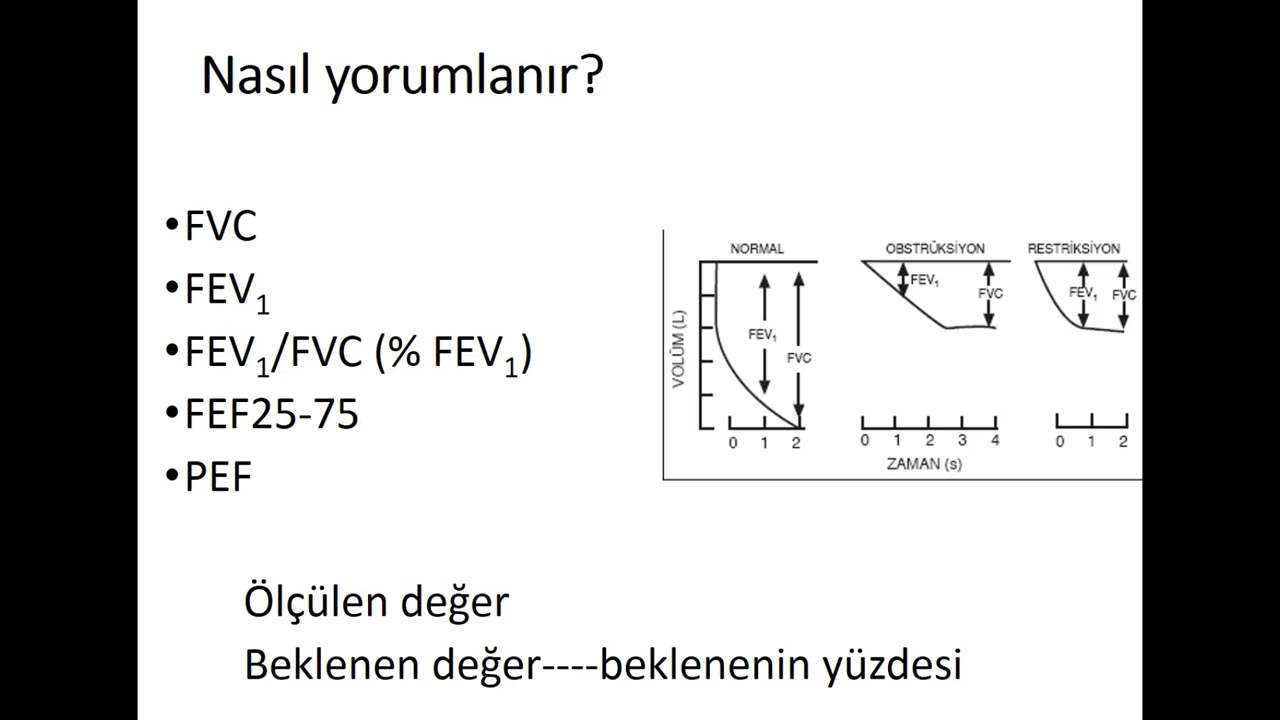 Nasıl yorumlanır?
•FVC
•FEV₁
•FEV₁/FVC (% FEV₁)
•FEF25-75
•PEF
NORMAL
OBSTRÜKSİYON
RESTRİKSİYON
VOLÜM (L)
FEV₁
FVC
FEV₁
FVC
FEV₁
FVC
0 1 2
0 1 2 3 4
0 1 2
ZAMAN (s)
Ölçülen değer
Beklenen değer----beklenenin yüzdesi